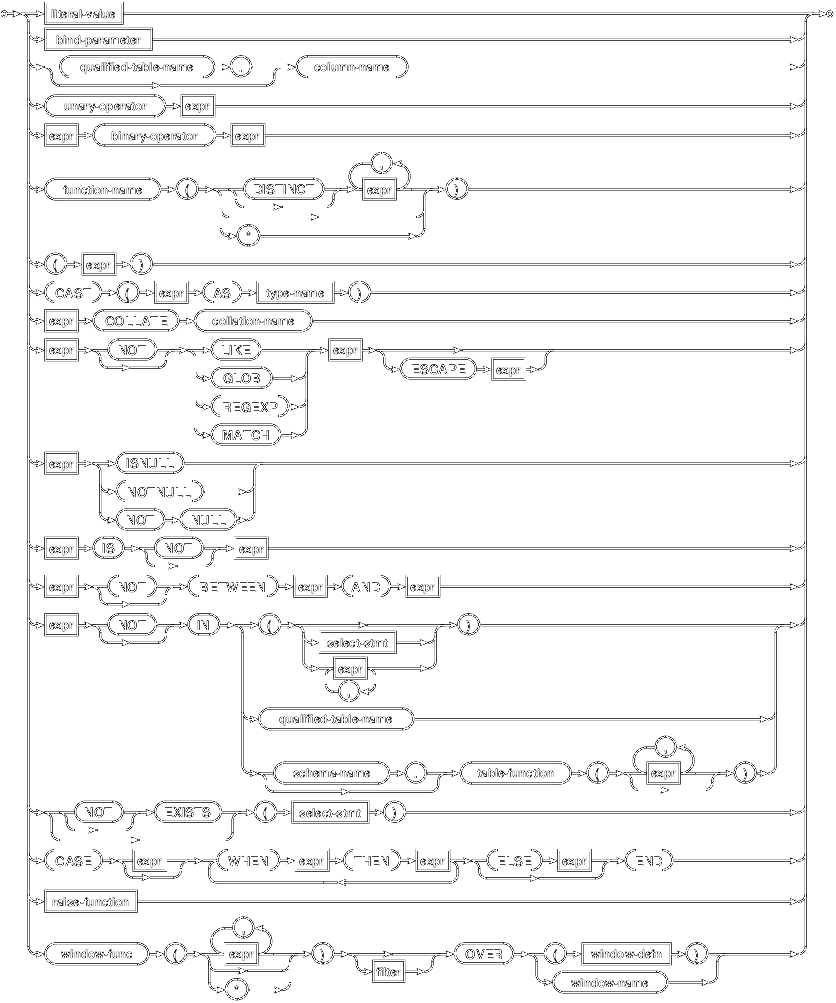 literal-value
bind-parameter
qualified-table-name . column-name
unary-operator expr
expr binary-operator expr
,
function-name ( DISTINCT expr )
*
( expr )
CAST ( expr AS type-name )
expr COLLATE collation-name
expr NOT LIKE expr
GLOB ESCAPE expr
REGEXP
MATCH
expr ISNULL
NOTNULL
NOT NULL
expr IS NOT expr
expr NOT BETWEEN expr AND expr
expr NOT IN ( )
select-stmt
expr
,
qualified-table-name
,
schema-name . table-function ( expr )
NOT EXISTS ( select-stmt )
CASE expr WHEN expr THEN expr ELSE expr END
raise-function
,
window-func ( expr ) OVER ( window-defn )
filter
* window-name